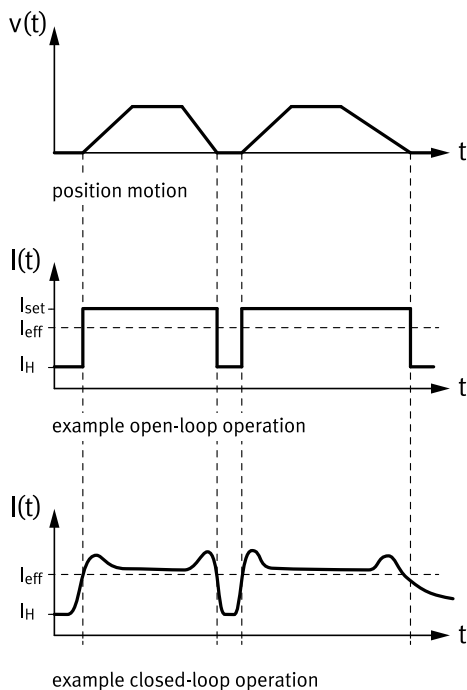 v(t)
t
position motion
I(t)
Iset
Ieff
IH
t
example open-loop operation
I(t)
Ieff
IH
t
example closed-loop operation